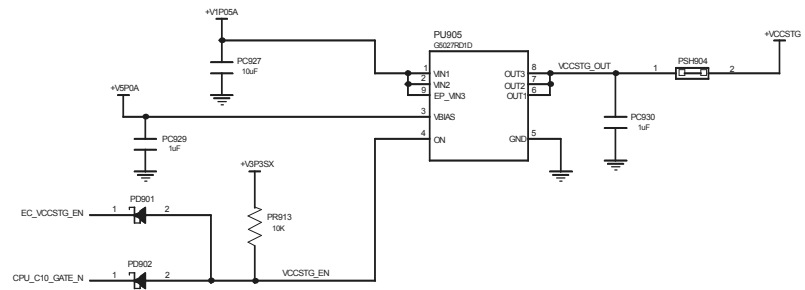 +V1P05A
PC927
10uF
+V5P0A
PC929
1uF
PU905
G5027RD1D
1 VIN1
2 VIN2
9 EP_VIN3
3 VBIAS
4 ON
OUT3 8
OUT2 7
OUT1 6
GND 5
VCCSTG_OUT
1 PSH904 2
+VCCSTG
PC930
1uF
+V3P3SX
PR913
10K
PD901
EC_VCCSTG_EN 1 2
PD902
CPU_C10_GATE_N 1 2
VCCSTG_EN